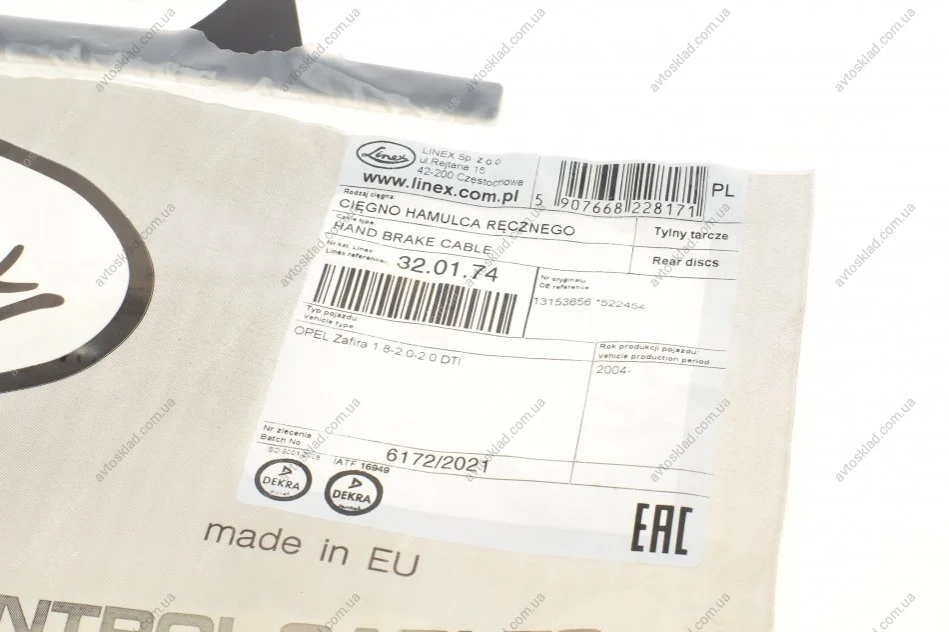 Linex
LINEX Sp. z o.o
ul.Rejtana 15
42-200 Częstochowa
www.linex.com.pl
5 907668 228171
PL
Rodzaj cięgna:
CIĘGNO HAMULCA RĘCZNEGO
Tylny tarcze
Cable type:
HAND BRAKE CABLE
Rear discs
Nr kat. Linex
Linex reference:
32.01.74
Nr oryginału
OE reference
13153656 *522454
Typ pojazdu
Vehicle type
OPEL Zafira 1.8-2.0-2.0 DTI
Rok produkcji pojazdu:
Vehicle production period
2004-
Nr zlecenia
Batch No
6172/2021
IATF 16949
DEKRA
DEKRA
EAC
made in EU
NTROL CABLES
avtosklad.com.ua